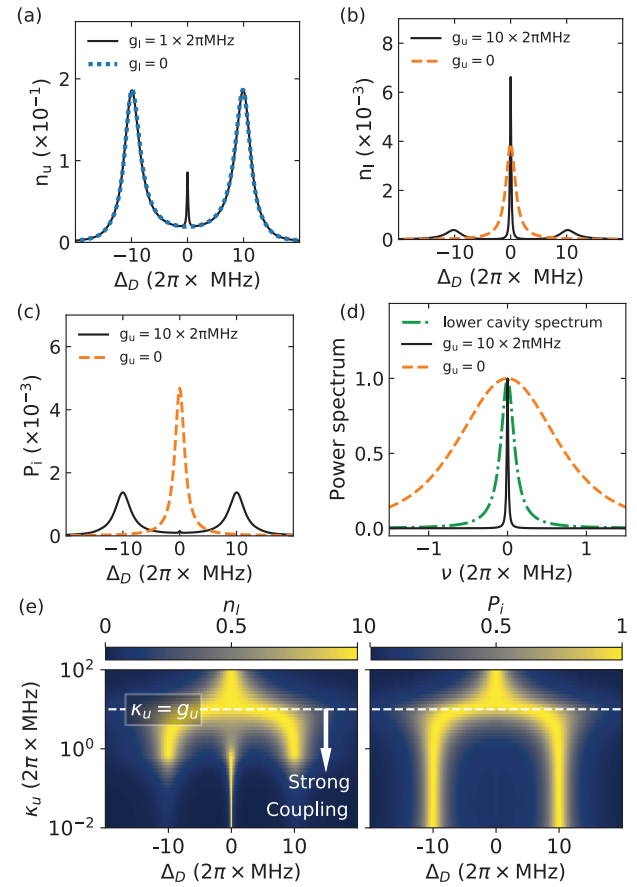 (a)
g_l = 1 × 2πMHz
g_l = 0
n_u (×10⁻¹)
2
1
0
−10 0 10
Δ_D (2π × MHz)
(b)
g_u = 10 × 2πMHz
g_u = 0
n_l (×10⁻³)
8
6
4
2
0
−10 0 10
Δ_D (2π × MHz)
(c)
g_u = 10 × 2πMHz
g_u = 0
P_i (×10⁻³)
6
4
2
0
−10 0 10
Δ_D (2π × MHz)
(d)
lower cavity spectrum
g_u = 10 × 2πMHz
g_u = 0
Power spectrum
1.0
0.5
0.0
−1 0 1
ν (2π × MHz)
(e)
n_l
0 0.5 1
P_i
0 0.5 1
κ_u (2π × MHz)
10²
10⁰
10⁻²
κ_u = g_u
Strong
Coupling
-10 0 10
Δ_D (2π × MHz)
-10 0 10
Δ_D (2π × MHz)